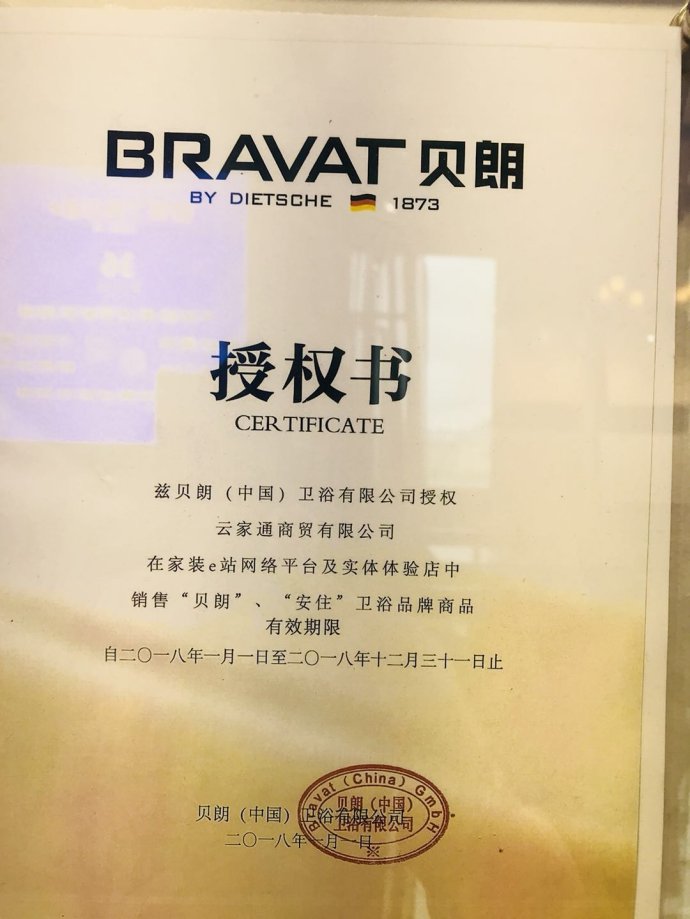 BRAVAT 贝朗
BY DIETSCHE 1873
授权书
CERTIFICATE
兹贝朗（中国）卫浴有限公司授权
云家通商贸有限公司
在家装e站网络平台及实体体验店中
销售“贝朗”、“安住”卫浴品牌商品
有效期限
自二〇一八年一月一日至二〇一八年十二月三十一日止
贝朗（中国）卫浴有限公司
二〇一八年一月一日
Bravat (China) GmbH
贝朗（中国）
卫浴有限公司